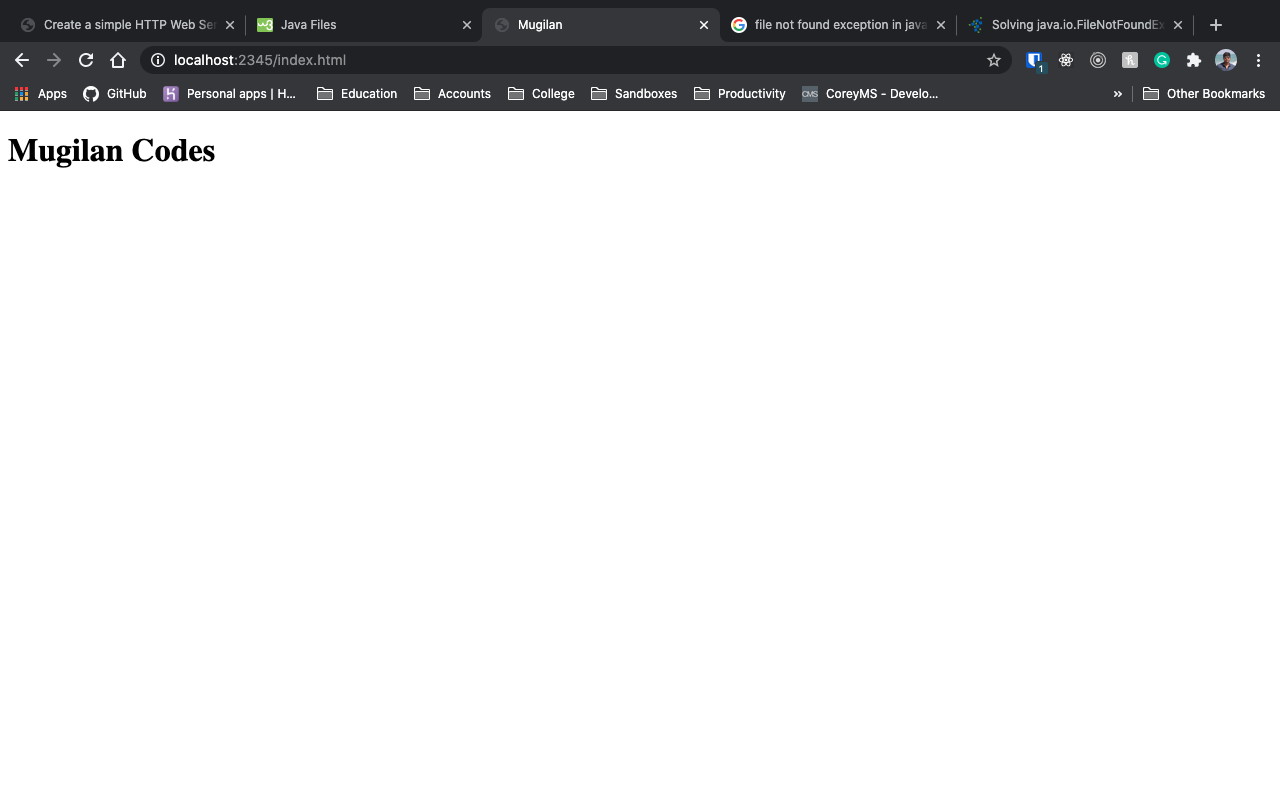 Create a simple HTTP Web Ser
Java Files
Mugilan
file not found exception in java
Solving java.io.FileNotFoundEx
localhost:2345/index.html
1
Apps
GitHub
Personal apps | H...
Education
Accounts
College
Sandboxes
Productivity
CMS
CoreyMS - Develo...
»
Other Bookmarks
Mugilan Codes